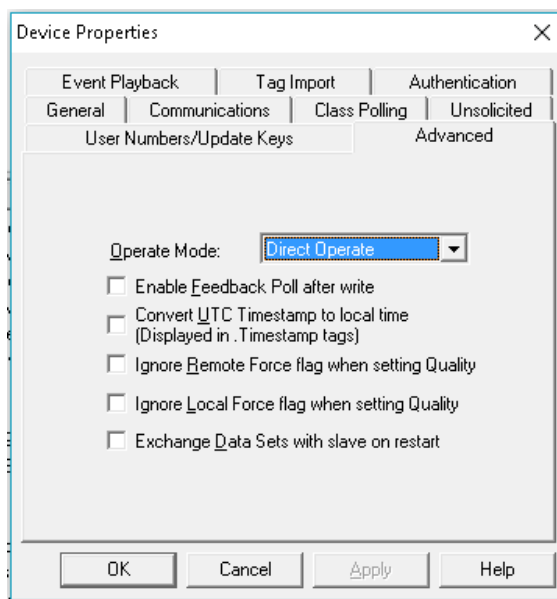 Device Properties
Event Playback Tag Import Authentication
General Communications Class Polling Unsolicited
User Numbers/Update Keys Advanced
Operate Mode: Direct Operate
Enable Feedback Poll after write
Convert UTC Timestamp to local time
(Displayed in .Timestamp tags)
Ignore Remote Force flag when setting Quality
Ignore Local Force flag when setting Quality
Exchange Data Sets with slave on restart
OK Cancel Apply Help